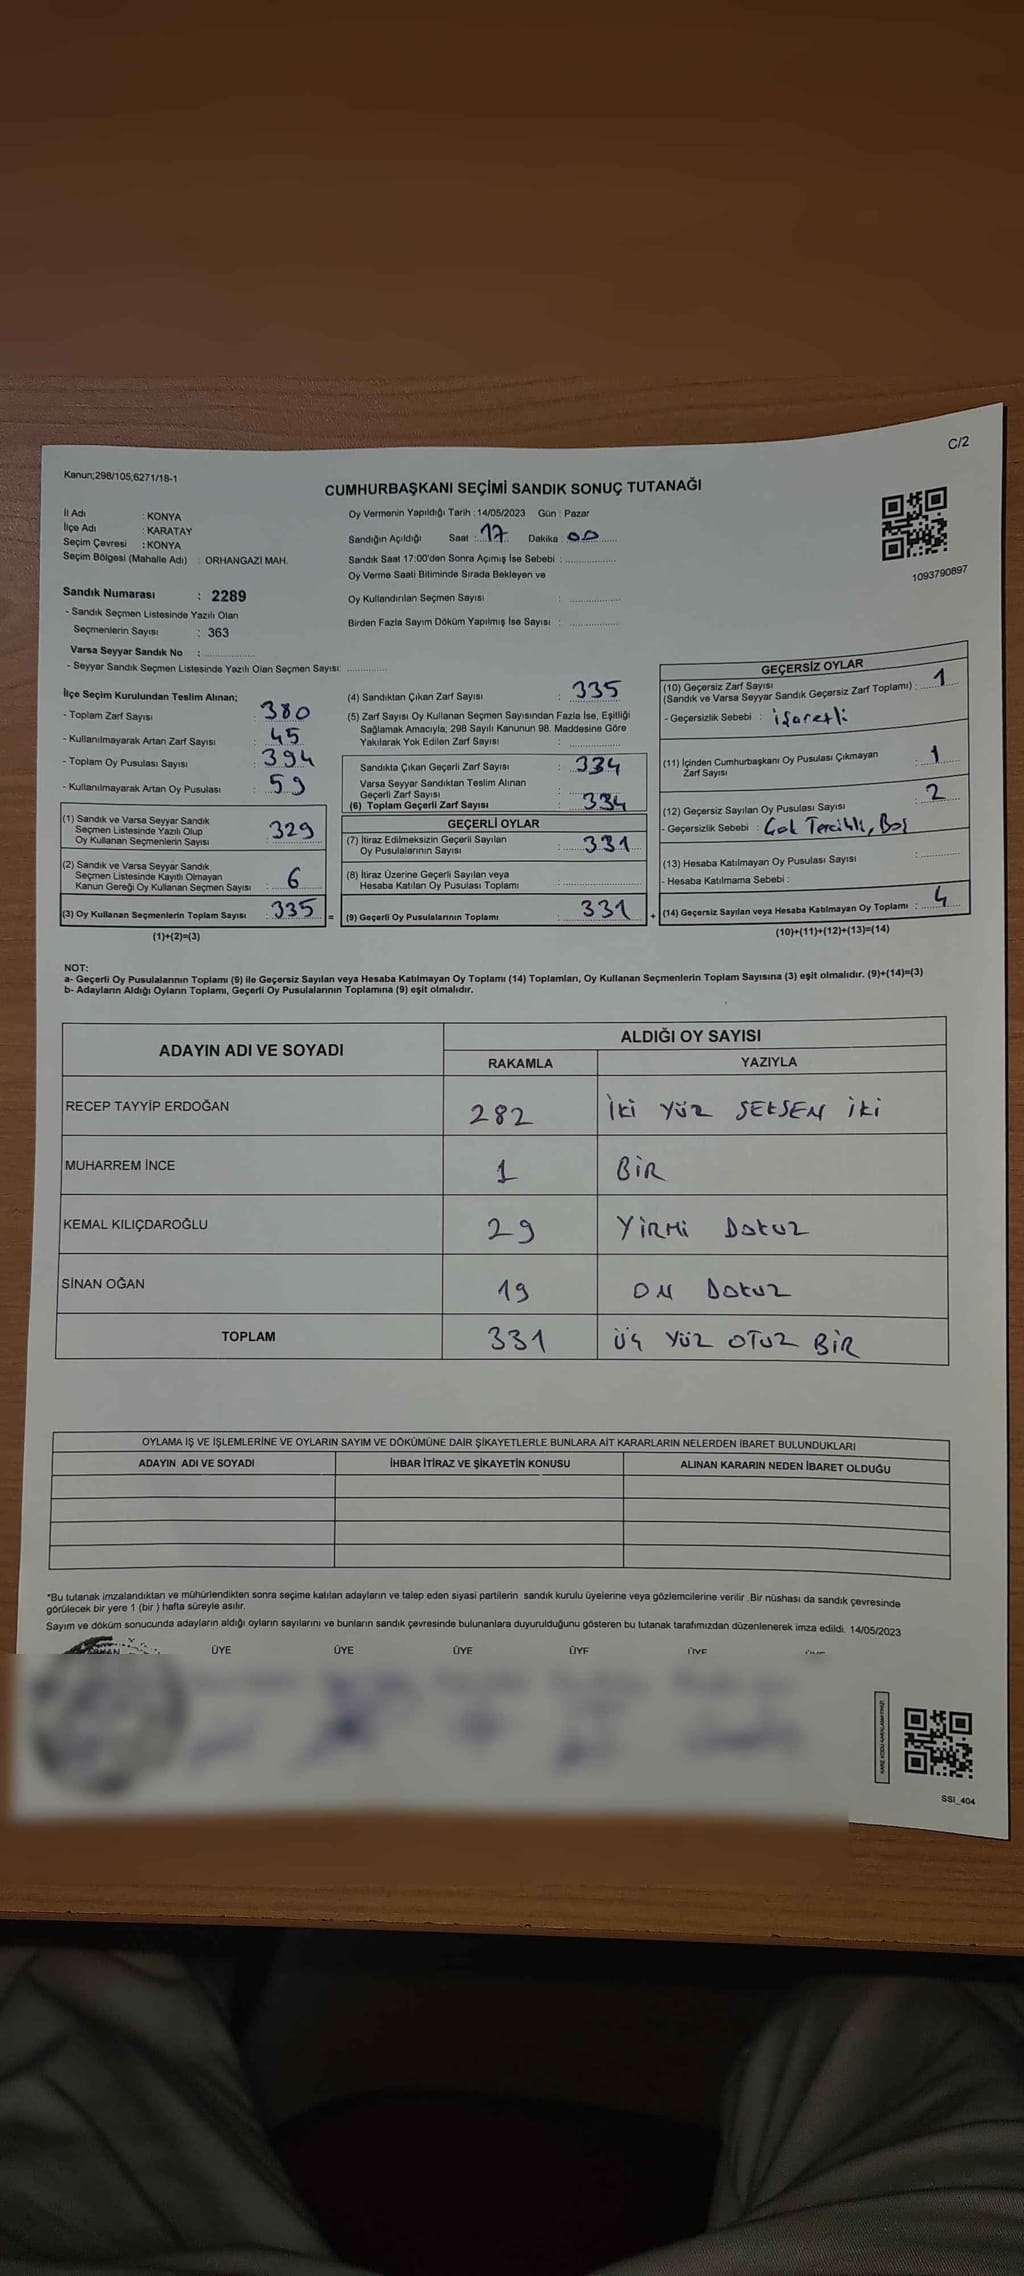 C/2
Kanun;298/105,6271/18-1
CUMHURBAŞKANI SEÇİMİ SANDIK SONUÇ TUTANAĞI
İl Adı : KONYA
İlçe Adı : KARATAY
Seçim Çevresi : KONYA
Seçim Bölgesi (Mahalle Adı) : ORHANGAZİ MAH.
Oy Vermenin Yapıldığı Tarih : 14/05/2023 Gün : Pazar
Sandığın Açıldığı Saat : 17 Dakika : 00
Sandık Saat 17:00'den Sonra Açımış İse Sebebi :
Oy Verme Saati Bitiminde Sırada Bekleyen ve
Oy Kullandırılan Seçmen Sayısı :
Birden Fazla Sayım Döküm Yapılmış İse Sayısı :
1093790897
Sandık Numarası : 2289
- Sandık Seçmen Listesinde Yazılı Olan
Seçmenlerin Sayısı : 363
Varsa Seyyar Sandık No :
- Seyyar Sandık Seçmen Listesinde Yazılı Olan Seçmen Sayısı:
İlçe Seçim Kurulundan Teslim Alınan;
- Toplam Zarf Sayısı : 380
- Kullanılmayarak Artan Zarf Sayısı : 45
- Toplam Oy Pusulası Sayısı : 394
- Kullanılmayarak Artan Oy Pusulası : 59
(1) Sandık ve Varsa Seyyar Sandık
Seçmen Listesinde Yazılı Olup
Oy Kullanan Seçmenlerin Sayısı : 329
(2) Sandık ve Varsa Seyyar Sandık
Seçmen Listesinde Kayıtlı Olmayan
Kanun Gereği Oy Kullanan Seçmen Sayısı : 6
(3) Oy Kullanan Seçmenlerin Toplam Sayısı : 335 =
(1)+(2)=(3)
(4) Sandıktan Çıkan Zarf Sayısı : 335
(5) Zarf Sayısı Oy Kullanan Seçmen Sayısından Fazla İse, Eşitliği
Sağlamak Amacıyla; 298 Sayılı Kanunun 98. Maddesine Göre
Yakılarak Yok Edilen Zarf Sayısı :
Sandıkta Çıkan Geçerli Zarf Sayısı : 334
Varsa Seyyar Sandıktan Teslim Alınan
Geçerli Zarf Sayısı :
(6) Toplam Geçerli Zarf Sayısı : 334
GEÇERLİ OYLAR
(7) İtiraz Edilmeksizin Geçerli Sayılan
Oy Pusulalarının Sayısı : 331
(8) İtiraz Üzerine Geçerli Sayılan veya
Hesaba Katılan Oy Pusulası Toplamı :
(9) Geçerli Oy Pusulalarının Toplamı : 331 +
GEÇERSİZ OYLAR
(10) Geçersiz Zarf Sayısı
(Sandık ve Varsa Seyyar Sandık Geçersiz Zarf Toplamı) : 1
- Geçersizlik Sebebi : işaretli
(11) İçinden Cumhurbaşkanı Oy Pusulası Çıkmayan
Zarf Sayısı : 1
(12) Geçersiz Sayılan Oy Pusulası Sayısı : 2
- Geçersizlik Sebebi : Çok Tercihli, Boş
(13) Hesaba Katılmayan Oy Pusulası Sayısı :
- Hesaba Katılmama Sebebi :
(14) Geçersiz Sayılan veya Hesaba Katılmayan Oy Toplamı : 4
(10)+(11)+(12)+(13)=(14)
NOT:
a- Geçerli Oy Pusulalarının Toplamı (9) ile Geçersiz Sayılan veya Hesaba Katılmayan Oy Toplamı (14) Toplamları, Oy Kullanan Seçmenlerin Toplam Sayısına (3) eşit olmalıdır. (9)+(14)=(3)
b- Adayların Aldığı Oyların Toplamı, Geçerli Oy Pusulalarının Toplamına (9) eşit olmalıdır.
ADAYIN ADI VE SOYADI
ALDIĞI OY SAYISI
RAKAMLA YAZIYLA
RECEP TAYYİP ERDOĞAN 282 İKİ YÜZ SEKSEN İKİ
MUHARREM İNCE 1 BİR
KEMAL KILIÇDAROĞLU 29 YİRMİ DOKUZ
SİNAN OĞAN 19 ON DOKUZ
TOPLAM 331 ÜÇ YÜZ OTUZ BİR
OYLAMA İŞ VE İŞLEMLERİNE VE OYLARIN SAYIM VE DÖKÜMÜNE DAİR ŞİKAYETLERLE BUNLARA AİT KARARLARIN NELERDEN İBARET BULUNDUKLARI
ADAYIN ADI VE SOYADI İHBAR İTİRAZ VE ŞİKAYETİN KONUSU ALINAN KARARIN NEDEN İBARET OLDUĞU
*Bu tutanak imzalandıktan ve mühürlendikten sonra seçime katılan adayların ve talep eden siyasi partilerin sandık kurulu üyelerine veya gözlemcilerine verilir .Bir nüshası da sandık çevresinde
görülecek bir yere 1 (bir ) hafta süreyle asılır.
Sayım ve döküm sonucunda adayların aldığı oyların sayılarını ve bunların sandık çevresinde bulunanlara duyurulduğunu gösteren bu tutanak tarafımızdan düzenlenerek imza edildi. 14/05/2023
ÜYE ÜYE ÜYE ÜYE ÜYE
SSI_404